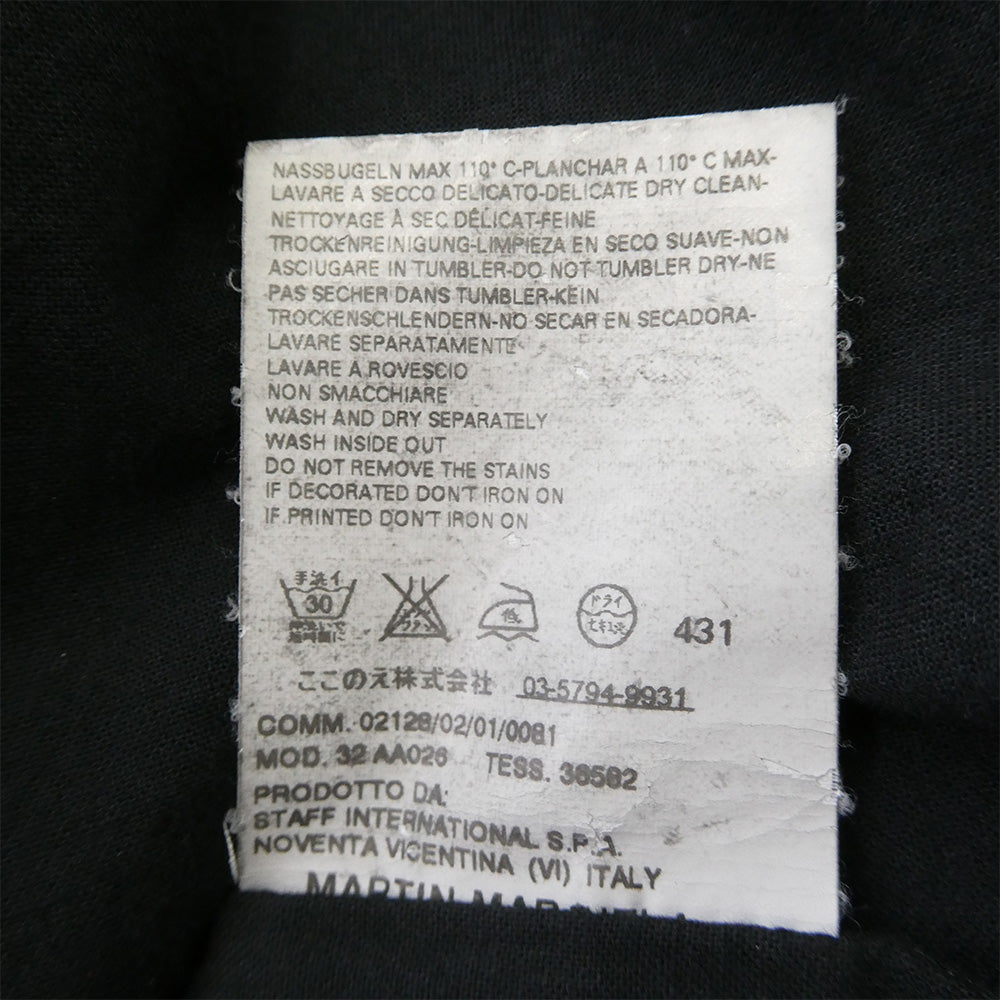 NASSBUGELN MAX 110° C-PLANCHAR A 110° C MAX-
LAVARE A SECCO DELICATO-DELICATE DRY CLEAN-
NETTOYAGE À SEC DÉLICAT-FEINE
TROCKENREINIGUNG-LIMPIEZA EN SECO SUAVE-NON
ASCIUGARE IN TUMBLER-DO NOT TUMBLER DRY-NE
PAS SECHER DANS TUMBLER-KEIN
TROCKENSCHLENDERN-NO SECAR EN SECADORA-
LAVARE SEPARATAMENTE
LAVARE A ROVESCIO
NON SMACCHIARE
WASH AND DRY SEPARATELY
WASH INSIDE OUT
DO NOT REMOVE THE STAINS
IF DECORATED DON'T IRON ON
IF PRINTED DON'T IRON ON
手洗イ
30
低
ドライ
431
ここのえ株式会社 03-5794-9931
COMM. 02128/02/01/0081
MOD. 32 AA026 TESS. 36582
PRODOTTO DA:
STAFF INTERNATIONAL S.P.A.
NOVENTA VICENTINA (VI) ITALY
MARTIN MARGIELA